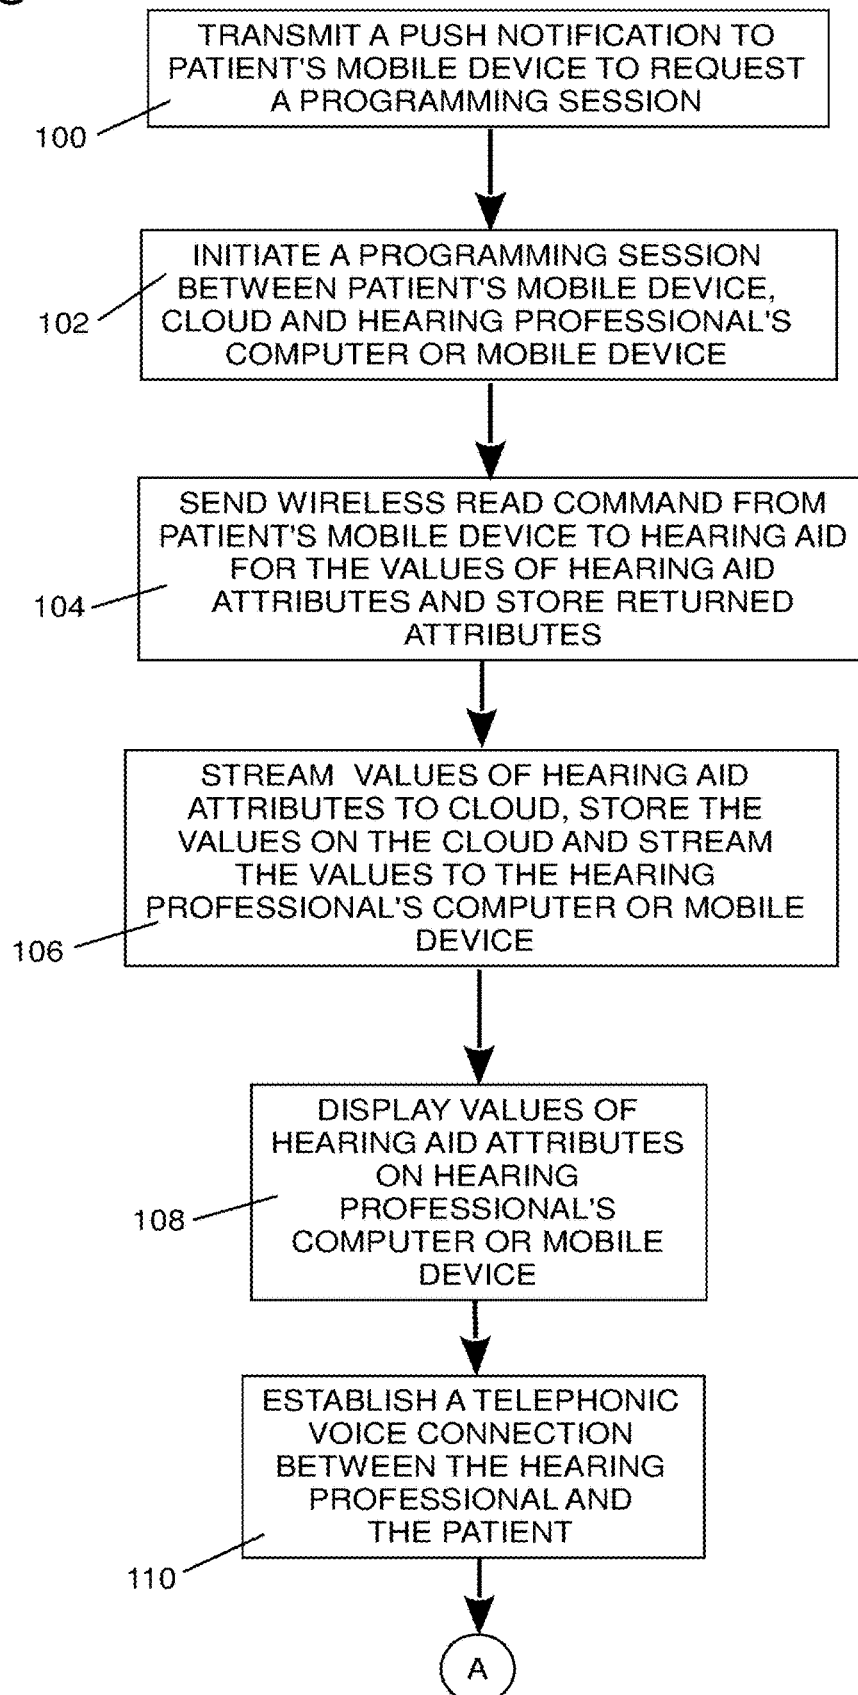 TRANSMIT A PUSH NOTIFICATION TO
PATIENT'S MOBILE DEVICE TO REQUEST
A PROGRAMMING SESSION
100
INITIATE A PROGRAMMING SESSION
BETWEEN PATIENT'S MOBILE DEVICE,
CLOUD AND HEARING PROFESSIONAL'S
COMPUTER OR MOBILE DEVICE
102
SEND WIRELESS READ COMMAND FROM
PATIENT'S MOBILE DEVICE TO HEARING AID
FOR THE VALUES OF HEARING AID
ATTRIBUTES AND STORE RETURNED
ATTRIBUTES
104
STREAM VALUES OF HEARING AID
ATTRIBUTES TO CLOUD, STORE THE
VALUES ON THE CLOUD AND STREAM
THE VALUES TO THE HEARING
PROFESSIONAL'S COMPUTER OR MOBILE
DEVICE
106
DISPLAY VALUES OF
HEARING AID ATTRIBUTES
ON HEARING
PROFESSIONAL'S
COMPUTER OR MOBILE
DEVICE
108
ESTABLISH A TELEPHONIC
VOICE CONNECTION
BETWEEN THE HEARING
PROFESSIONAL AND
THE PATIENT
110
A